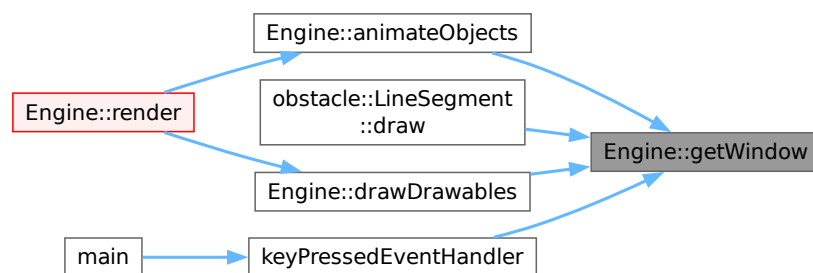 Engine::animateObjects
obstacle::LineSegment
::draw
Engine::render
Engine::getWindow
Engine::drawDrawables
main
keyPressedEventHandler